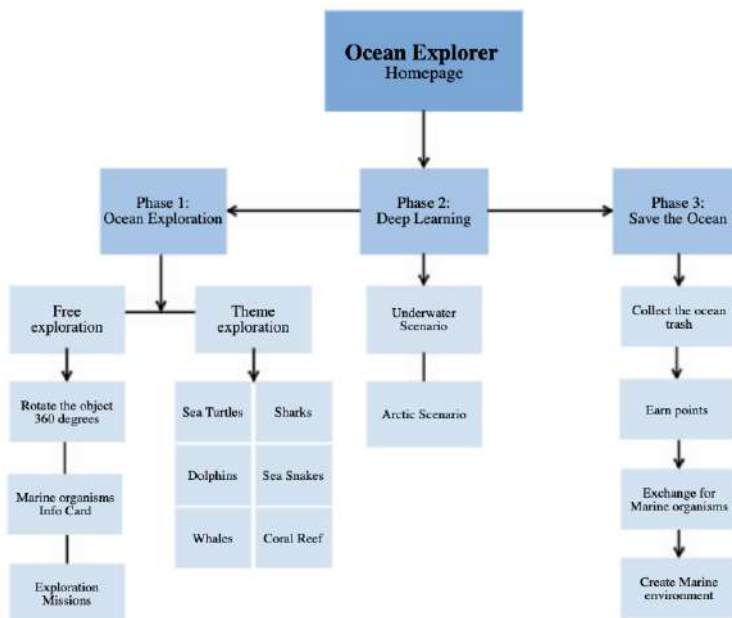 Ocean Explorer
Homepage
Phase 1:
Ocean Exploration
Phase 2:
Deep Learning
Phase 3:
Save the Ocean
Free
exploration
Theme
exploration
Underwater
Scenario
Collect the ocean
trash
Rotate the object
360 degrees
Sea Turtles
Sharks
Arctic Scenario
Earn points
Marine organisms
Info Card
Dolphins
Sea Snakes
Exchange for
Marine organisms
Whales
Coral Reef
Exploration
Missions
Create Marine
environment